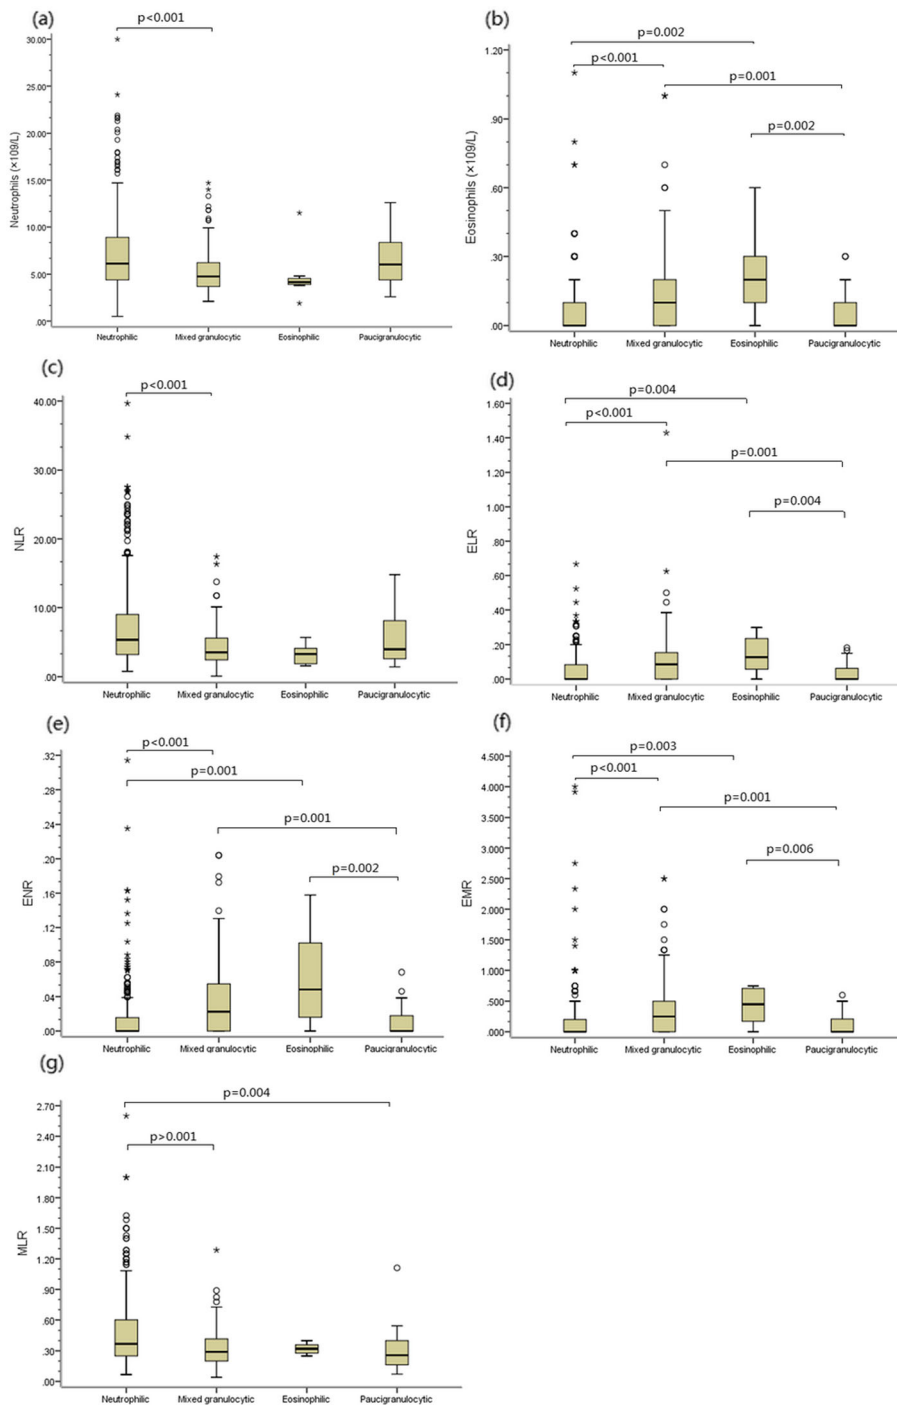 (a)
p<0.001
30.00
25.00
20.00
15.00
10.00
5.00
.00
Neutrophils (×109/L)
Neutrophilic Mixed granulocytic Eosinophilic Paucigranulocytic
(b)
p=0.002
p<0.001
p=0.001
p=0.002
1.20
.90
.60
.30
.00
Eosinophils (×109/L)
Neutrophilic Mixed granulocytic Eosinophilic Paucigranulocytic
(c)
p<0.001
40.00
30.00
20.00
10.00
.00
NLR
Neutrophilic Mixed granulocytic Eosinophilic Paucigranulocytic
(d)
p=0.004
p<0.001
p=0.001
p=0.004
1.60
1.40
1.20
1.00
.80
.60
.40
.20
.00
ELR
Neutrophilic Mixed granulocytic Eosinophilic Paucigranulocytic
(e)
p<0.001
p=0.001
p=0.001
p=0.002
.32
.28
.24
.20
.16
.12
.08
.04
.00
ENR
Neutrophilic Mixed granulocytic Eosinophilic Paucigranulocytic
(f)
p=0.003
p<0.001
p=0.001
p=0.006
4.500
4.000
3.500
3.000
2.500
2.000
1.500
1.000
.500
.000
EMR
Neutrophilic Mixed granulocytic Eosinophilic Paucigranulocytic
(g)
p=0.004
p>0.001
2.70
2.40
2.10
1.80
1.50
1.20
.90
.60
.30
.00
MLR
Neutrophilic Mixed granulocytic Eosinophilic Paucigranulocytic